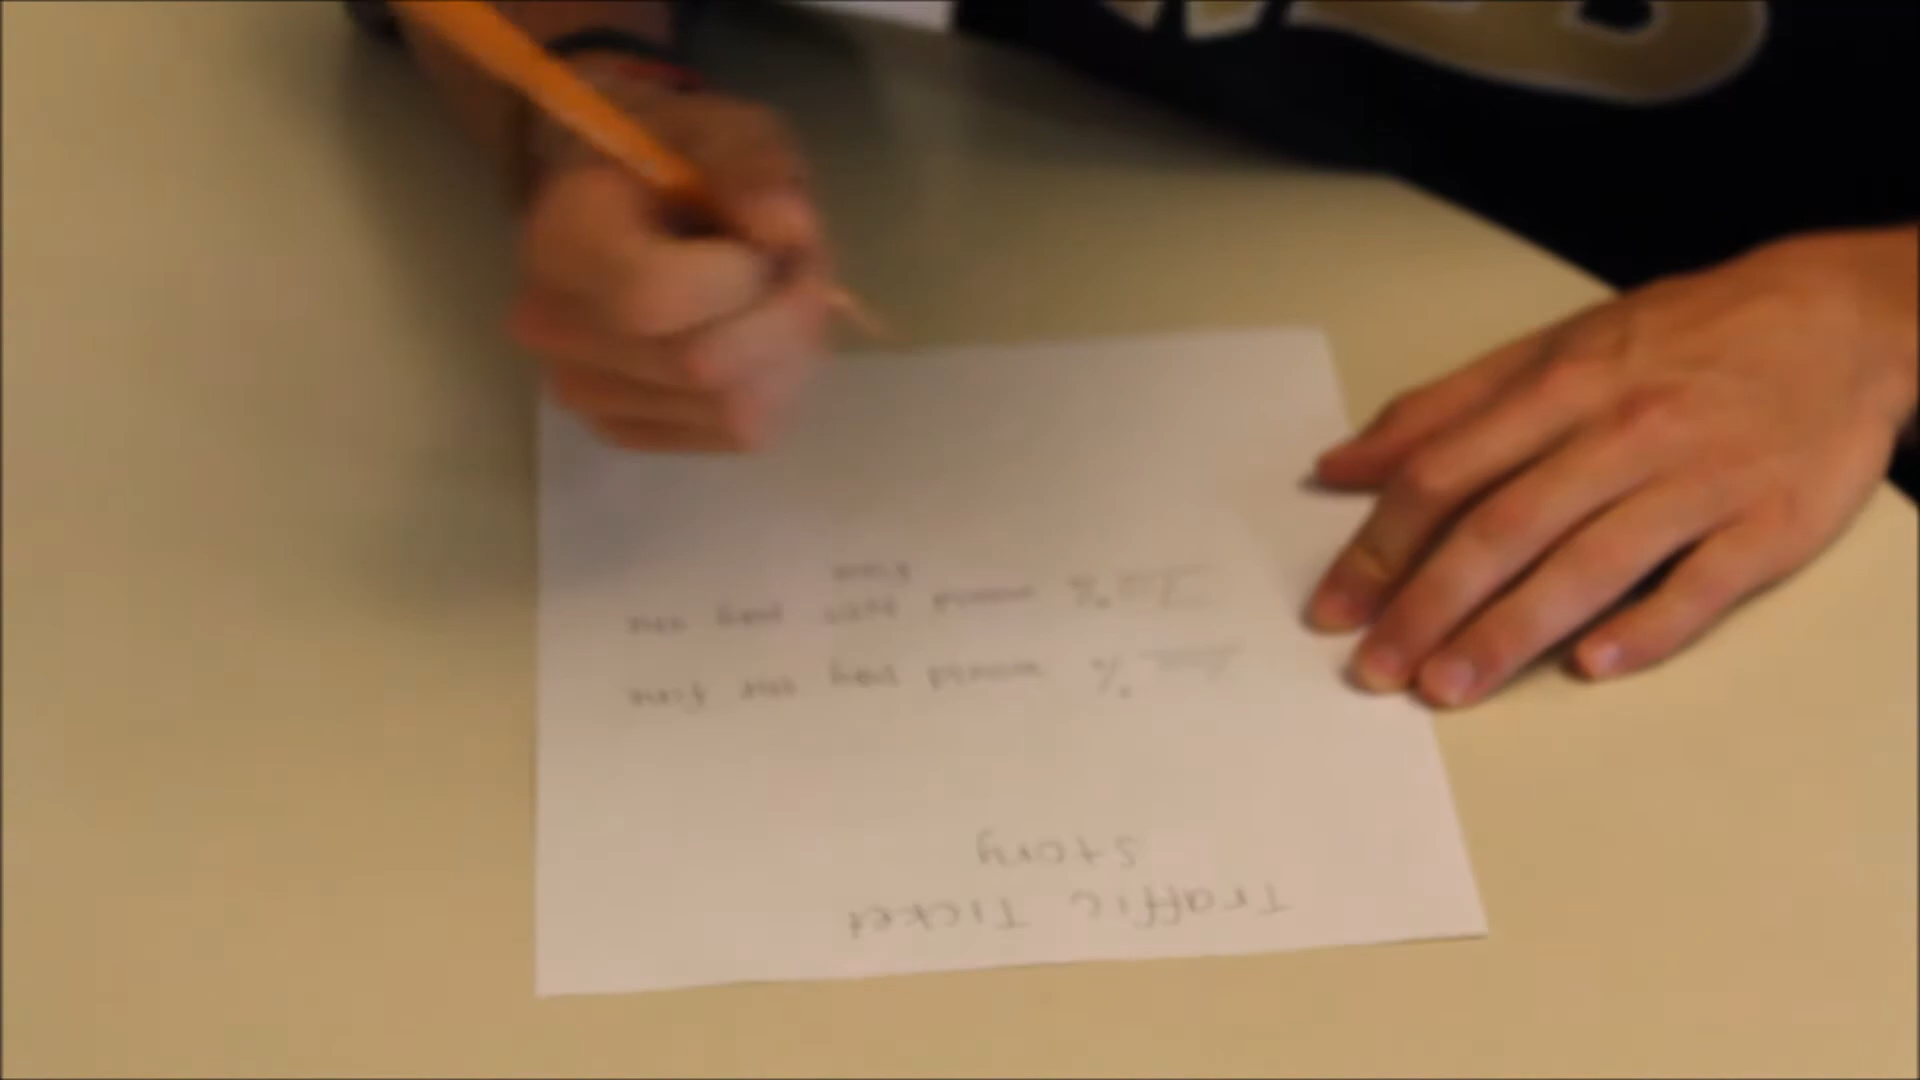 Traffic Ticket
Story
% would pay the fine
% would not pay the
fine